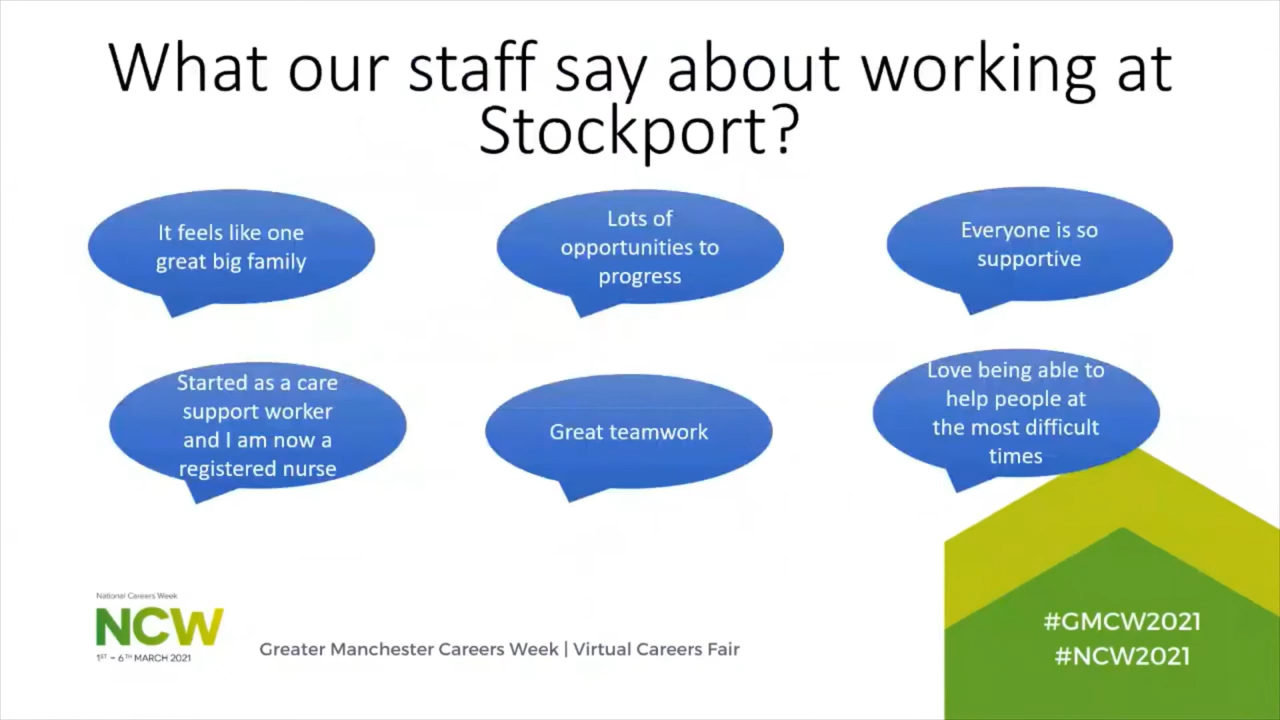 What our staff say about working at
Stockport?
It feels like one
great big family
Lots of
opportunities to
progress
Everyone is so
supportive
Started as a care
support worker
and I am now a
registered nurse
Great teamwork
Love being able to
help people at
the most difficult
times
National Careers Week
NCW
1ST – 6TH MARCH 2021
Greater Manchester Careers Week | Virtual Careers Fair
#GMCW2021
#NCW2021